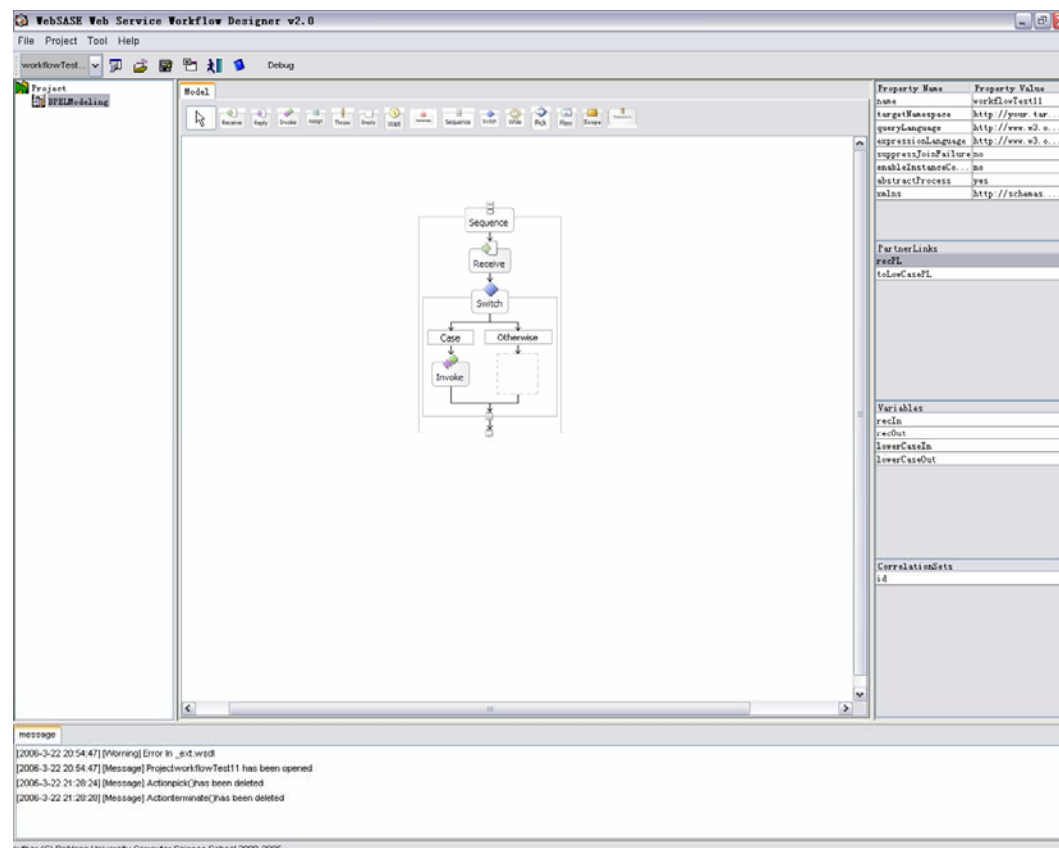 WebSASE Web Service Workflow Designer v2.0
File Project Tool Help
workflowTest... Debug
Project
BPELModeling
Model
Receive Reply Invoke Assign Throw Empty Wait Sequence Switch While Pick Flow Scope
Sequence
Receive
Switch
Case Otherwise
Invoke
Property Name Property Value
name workflowTest11
targetNamespace http://your.tar...
queryLanguage http://www.w3.o...
expressionLanguage http://www.w3.o...
suppressJoinFailure no
enableInstanceCo... no
abstractProcess yes
xmlns http://schemas...
PartnerLinks
recPL
toLowCasePL
Variables
recIn
recOut
lowerCaseIn
lowerCaseOut
CorrelationSets
id
message
[2006-3-22 20:54:47] [Warning] Error In _ext.wsdl
[2006-3-22 20:54:47] [Message] ProjectworkflowTest11 has been opened
[2006-3-22 21:28:24] [Message] Actionpick()has been deleted
[2006-3-22 21:28:28] [Message] Actionterminate()has been deleted